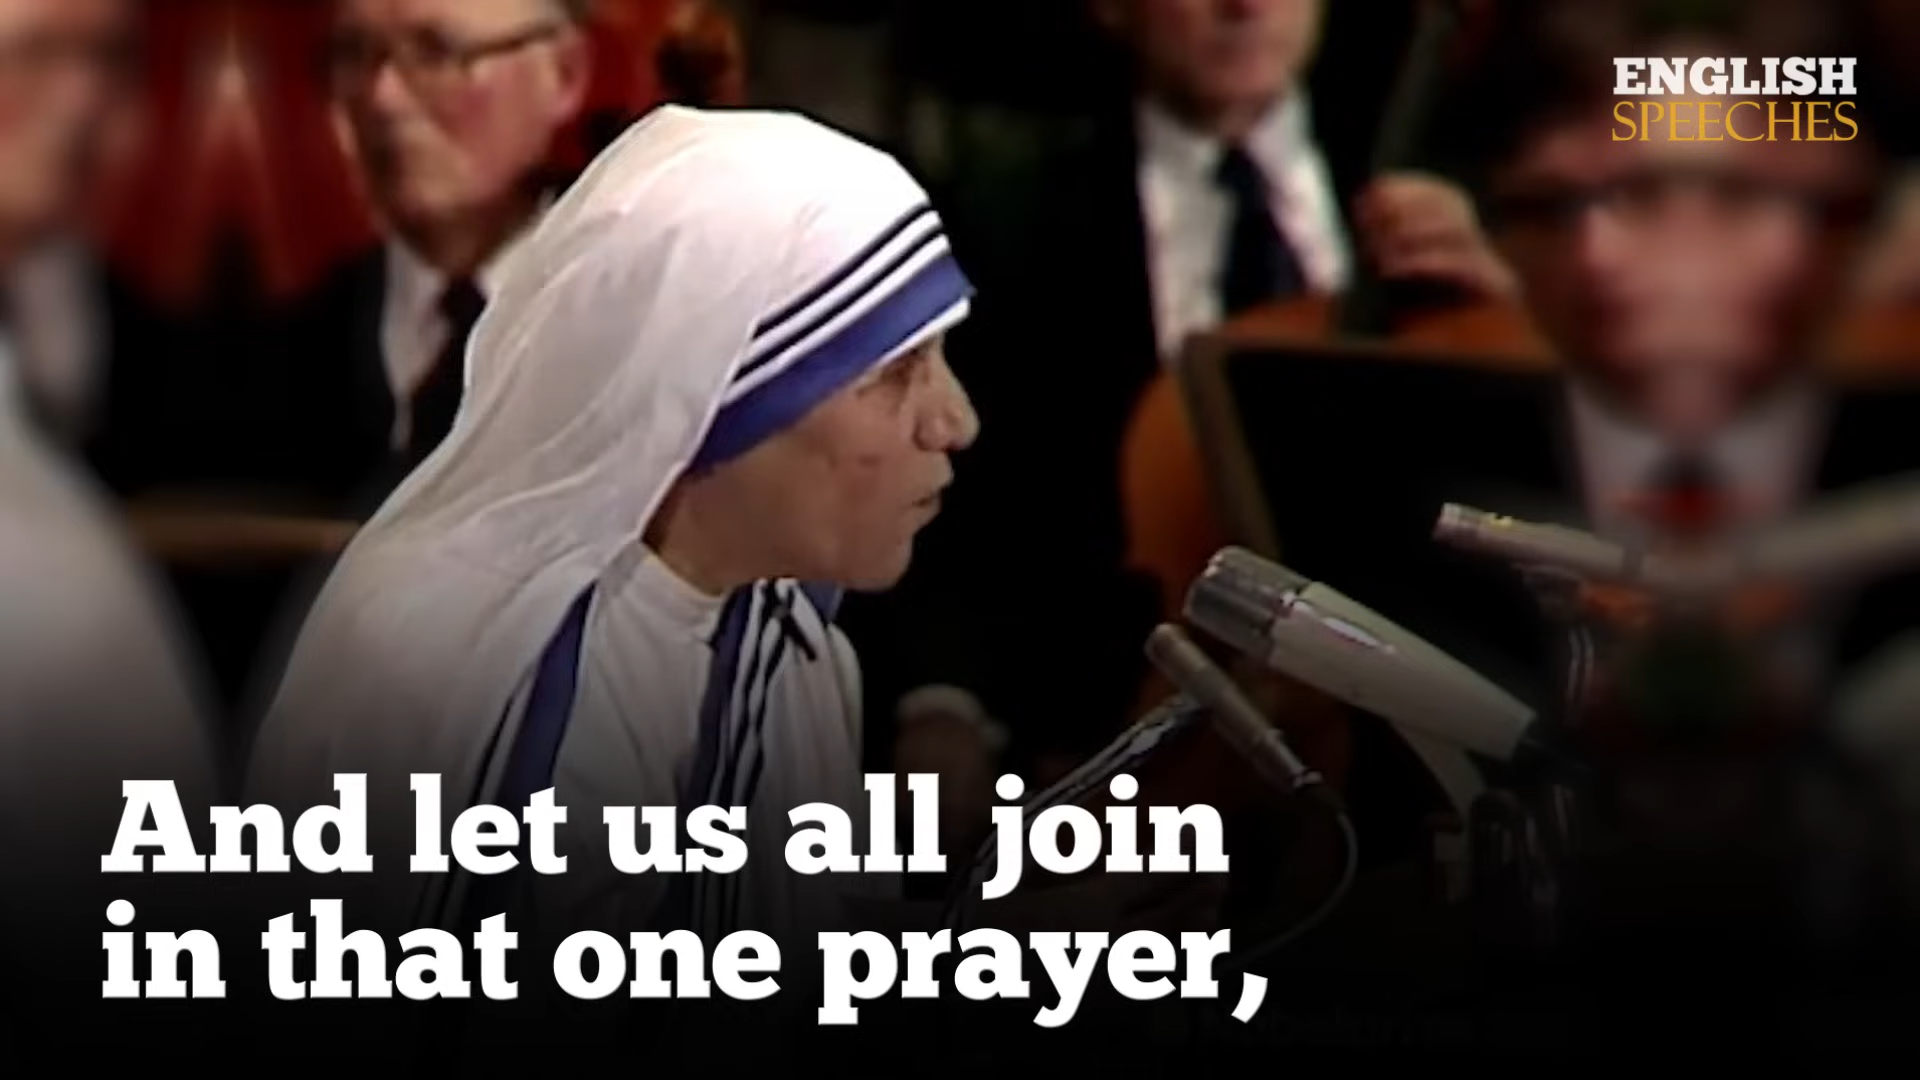 ENGLISH
SPEECHES
And let us all join
in that one prayer,